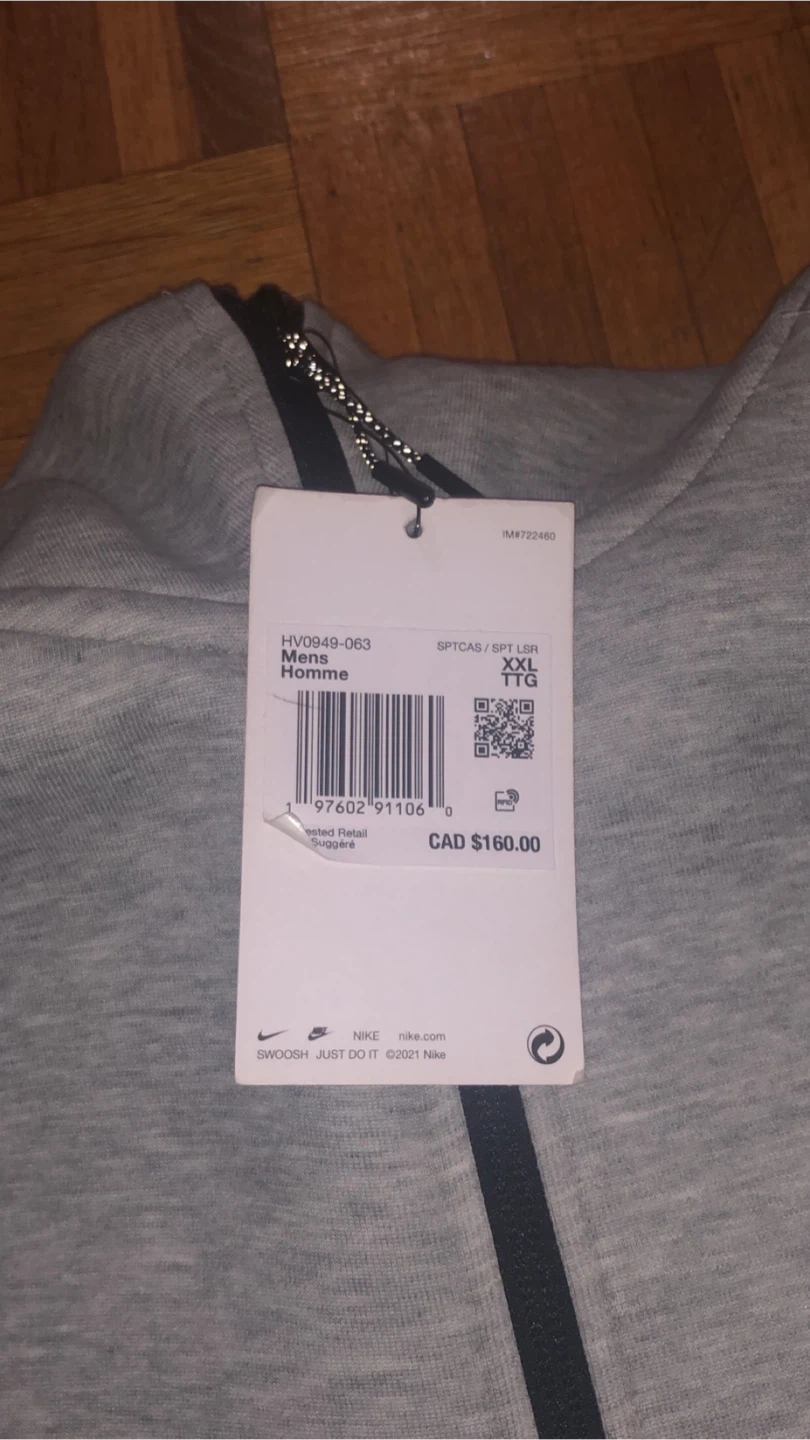 IM#722460
HV0949-063
SPTCAS / SPT LSR
Mens
Homme
XXL
TTG
RFID
1 97602 91106 0
ested Retail
Suggéré
CAD $160.00
NIKE nike.com
SWOOSH JUST DO IT ©2021 Nike